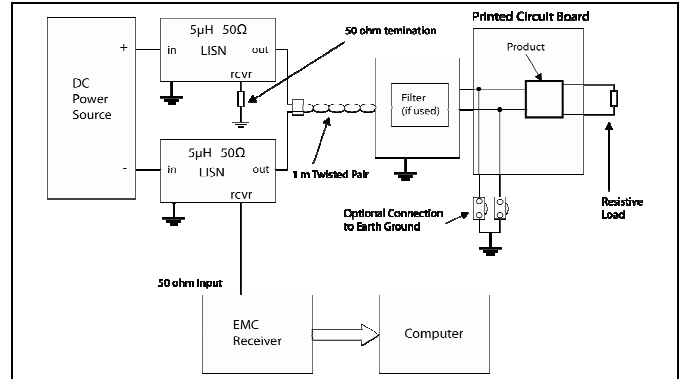 Printed Circuit Board
5μH 50Ω
50 ohm temination
+
in
LISN
out
rcvr
DC
Power
Source
Product
Filter
(if used)
5μH 50Ω
-
in
LISN
out
rcvr
1 m Twisted Pair
Optional Connection
to Earth Ground
Resistive
Load
50 ohm input
EMC
Receiver
Computer